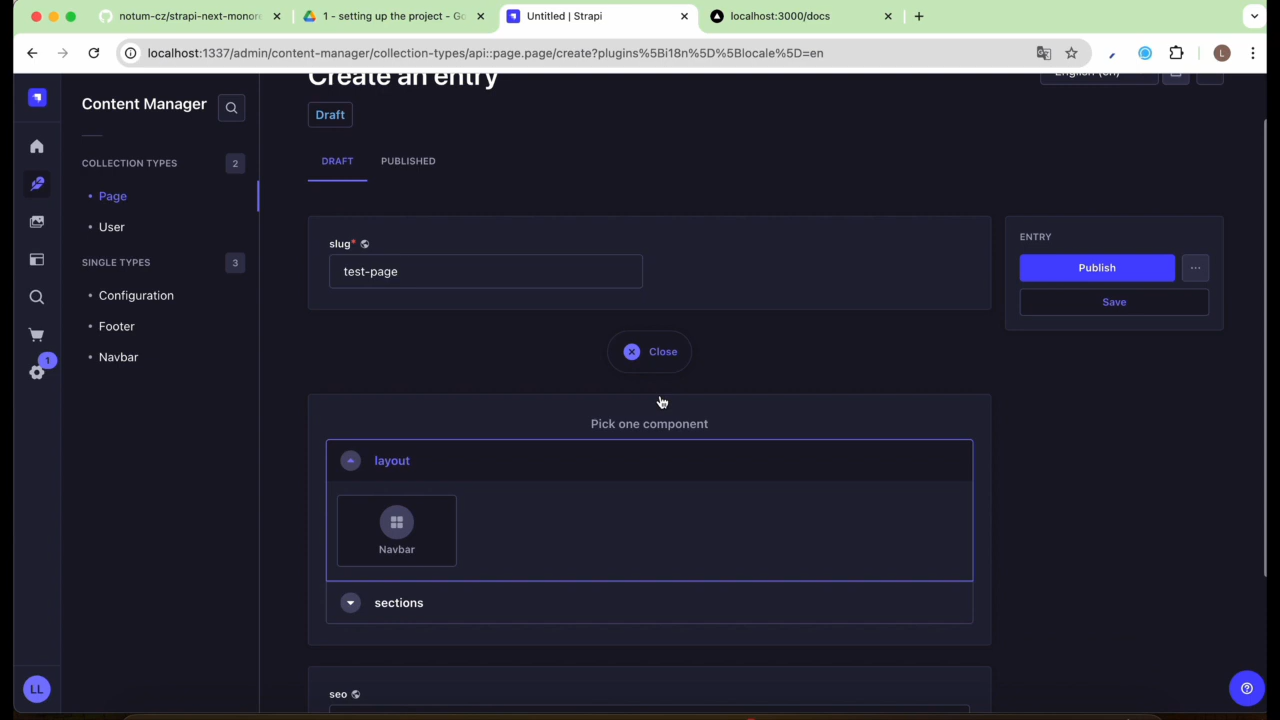 notum-cz/strapi-next-monore
1 - setting up the project - Go
Untitled | Strapi
localhost:3000/docs
localhost:1337/admin/content-manager/collection-types/api::page.page/create?plugins%5Bi18n%5D%5Blocale%5D=en
L
Create an entry
English (en)
Content Manager
Draft
COLLECTION TYPES
2
DRAFT
PUBLISHED
Page
User
slug*
ENTRY
SINGLE TYPES
3
test-page
Publish
Configuration
Save
Footer
Close
Navbar
1
Pick one component
layout
Navbar
sections
LL
seo